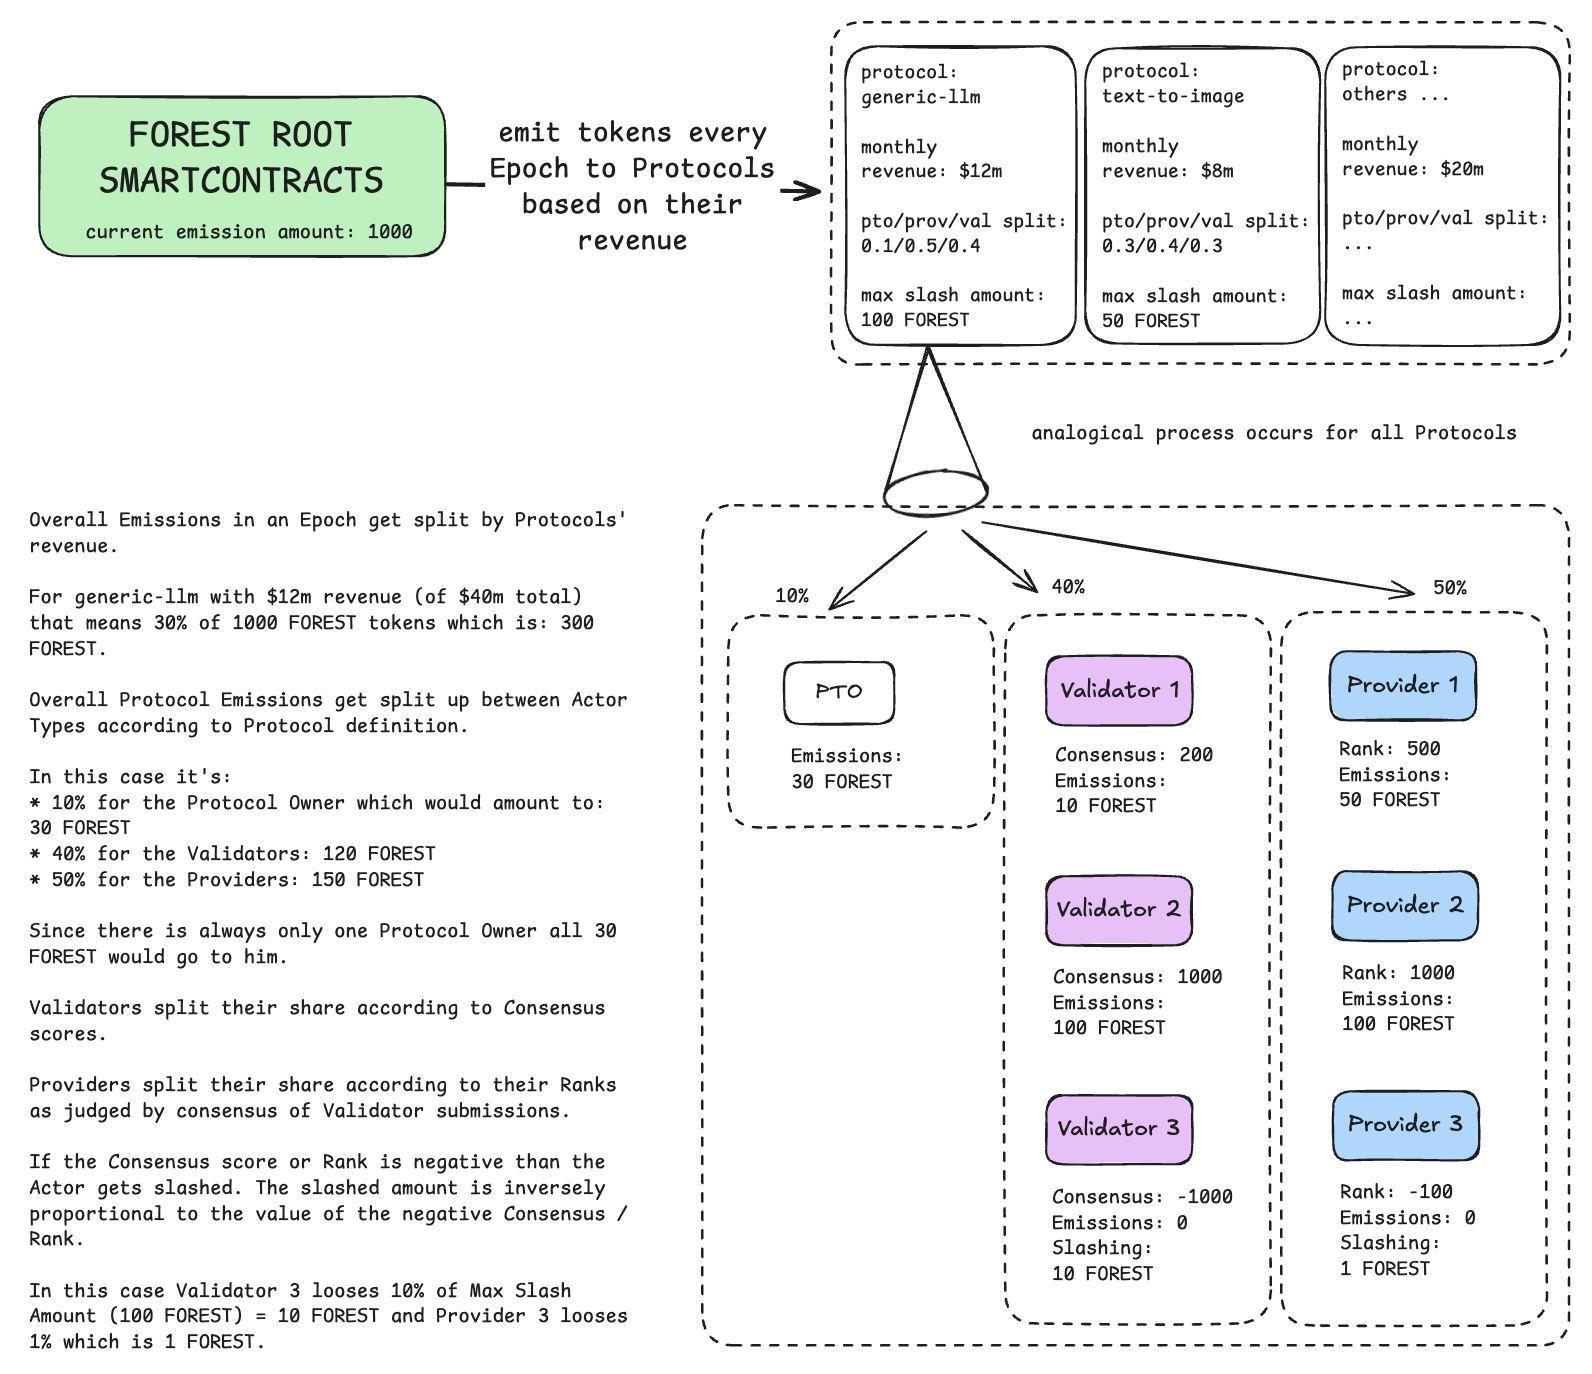 FOREST ROOT
SMARTCONTRACTS
current emission amount: 1000
emit tokens every
Epoch to Protocols
based on their
revenue
protocol:
generic-llm
monthly
revenue: $12m
pto/prov/val split:
0.1/0.5/0.4
max slash amount:
100 FOREST
protocol:
text-to-image
monthly
revenue: $8m
pto/prov/val split:
0.3/0.4/0.3
max slash amount:
50 FOREST
protocol:
others ...
monthly
revenue: $20m
pto/prov/val split:
...
max slash amount:
...
analogical process occurs for all Protocols
Overall Emissions in an Epoch get split by Protocols'
revenue.
For generic-llm with $12m revenue (of $40m total)
that means 30% of 1000 FOREST tokens which is: 300
FOREST.
Overall Protocol Emissions get split up between Actor
Types according to Protocol definition.
In this case it's:
* 10% for the Protocol Owner which would amount to:
30 FOREST
* 40% for the Validators: 120 FOREST
* 50% for the Providers: 150 FOREST
Since there is always only one Protocol Owner all 30
FOREST would go to him.
Validators split their share according to Consensus
scores.
Providers split their share according to their Ranks
as judged by consensus of Validator submissions.
If the Consensus score or Rank is negative than the
Actor gets slashed. The slashed amount is inversely
proportional to the value of the negative Consensus /
Rank.
In this case Validator 3 looses 10% of Max Slash
Amount (100 FOREST) = 10 FOREST and Provider 3 looses
1% which is 1 FOREST.
10%
40%
50%
PTO
Emissions:
30 FOREST
Validator 1
Consensus: 200
Emissions:
10 FOREST
Validator 2
Consensus: 1000
Emissions:
100 FOREST
Validator 3
Consensus: -1000
Emissions: 0
Slashing:
10 FOREST
Provider 1
Rank: 500
Emissions:
50 FOREST
Provider 2
Rank: 1000
Emissions:
100 FOREST
Provider 3
Rank: -100
Emissions: 0
Slashing:
1 FOREST